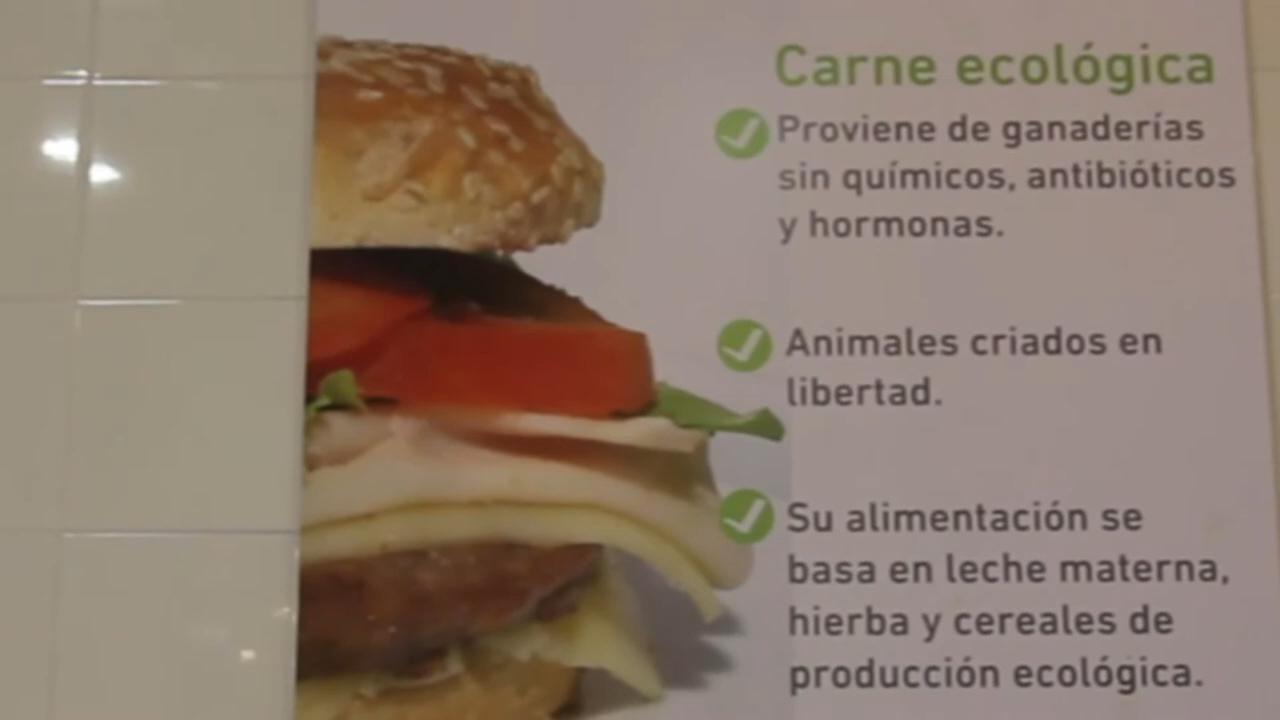 Carne ecológica
Proviene de ganaderías
sin químicos, antibióticos
y hormonas.
Animales criados en
libertad.
Su alimentación se
basa en leche materna,
hierba y cereales de
producción ecológica.